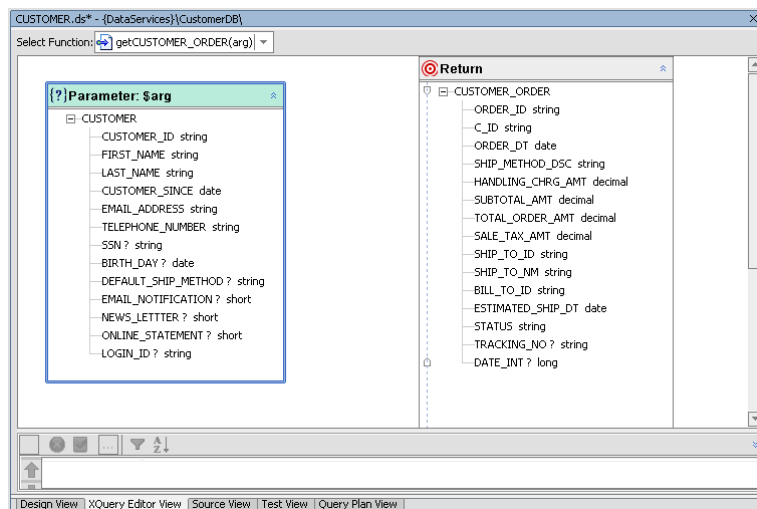 CUSTOMER.ds* - {DataServices}\CustomerDB\
Select Function: getCUSTOMER_ORDER(arg)
{?}Parameter: $arg
CUSTOMER
CUSTOMER_ID string
FIRST_NAME string
LAST_NAME string
CUSTOMER_SINCE date
EMAIL_ADDRESS string
TELEPHONE_NUMBER string
SSN ? string
BIRTH_DAY ? date
DEFAULT_SHIP_METHOD ? string
EMAIL_NOTIFICATION ? short
NEWS_LETTTER ? short
ONLINE_STATEMENT ? short
LOGIN_ID ? string
Return
CUSTOMER_ORDER
ORDER_ID string
C_ID string
ORDER_DT date
SHIP_METHOD_DSC string
HANDLING_CHRG_AMT decimal
SUBTOTAL_AMT decimal
TOTAL_ORDER_AMT decimal
SALE_TAX_AMT decimal
SHIP_TO_ID string
SHIP_TO_NM string
BILL_TO_ID string
ESTIMATED_SHIP_DT date
STATUS string
TRACKING_NO ? string
DATE_INT ? long
Design View XQuery Editor View Source View Test View Query Plan View